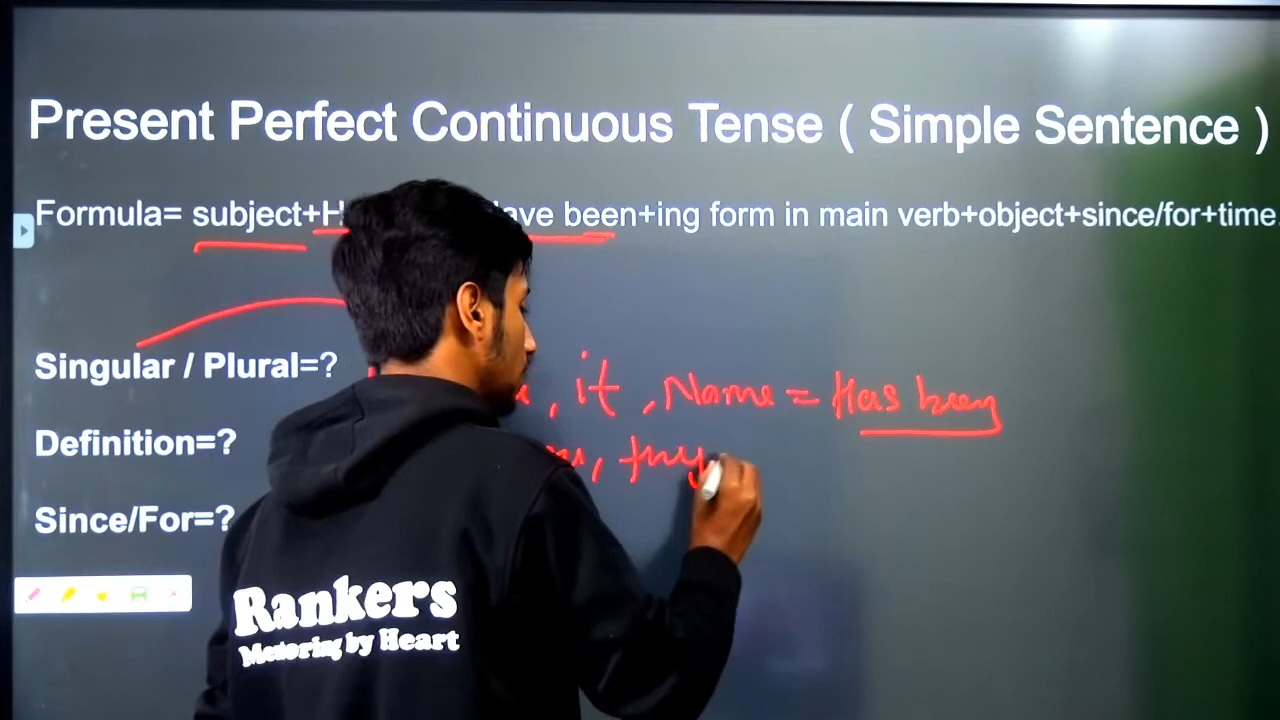 Present Perfect Continuous Tense ( Simple Sentence )
Formula= subject+H ave been+ing form in main verb+object+since/for+time.
Singular / Plural=?
, it , Name = Has been
Definition=?
, they
Since/For=?
Rankers
Metoring by Heart